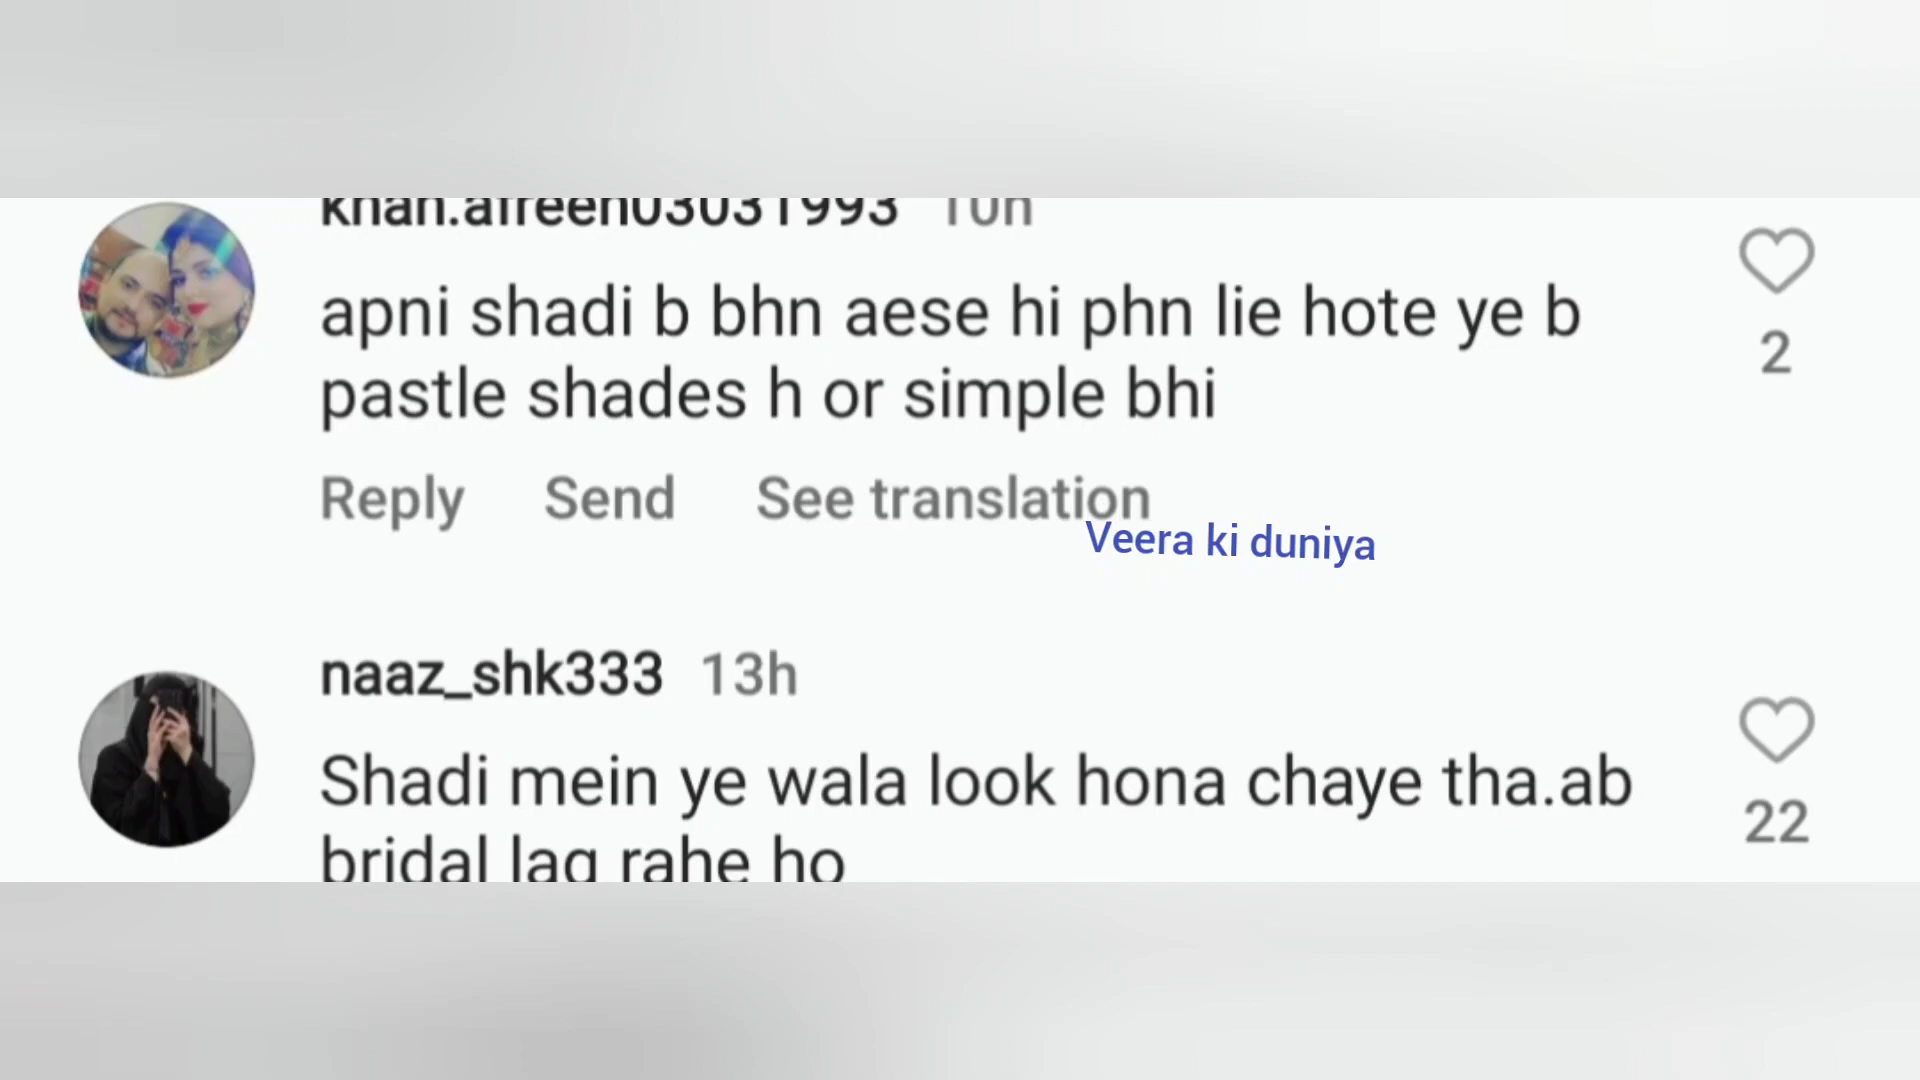 khan.afreen03031993 10h
apni shadi b bhn aese hi phn lie hote ye b
2
pastle shades h or simple bhi
Reply Send See translation
Veera ki duniya
naaz_shk333 13h
Shadi mein ye wala look hona chaye tha.ab
22
bridal lag rahe ho